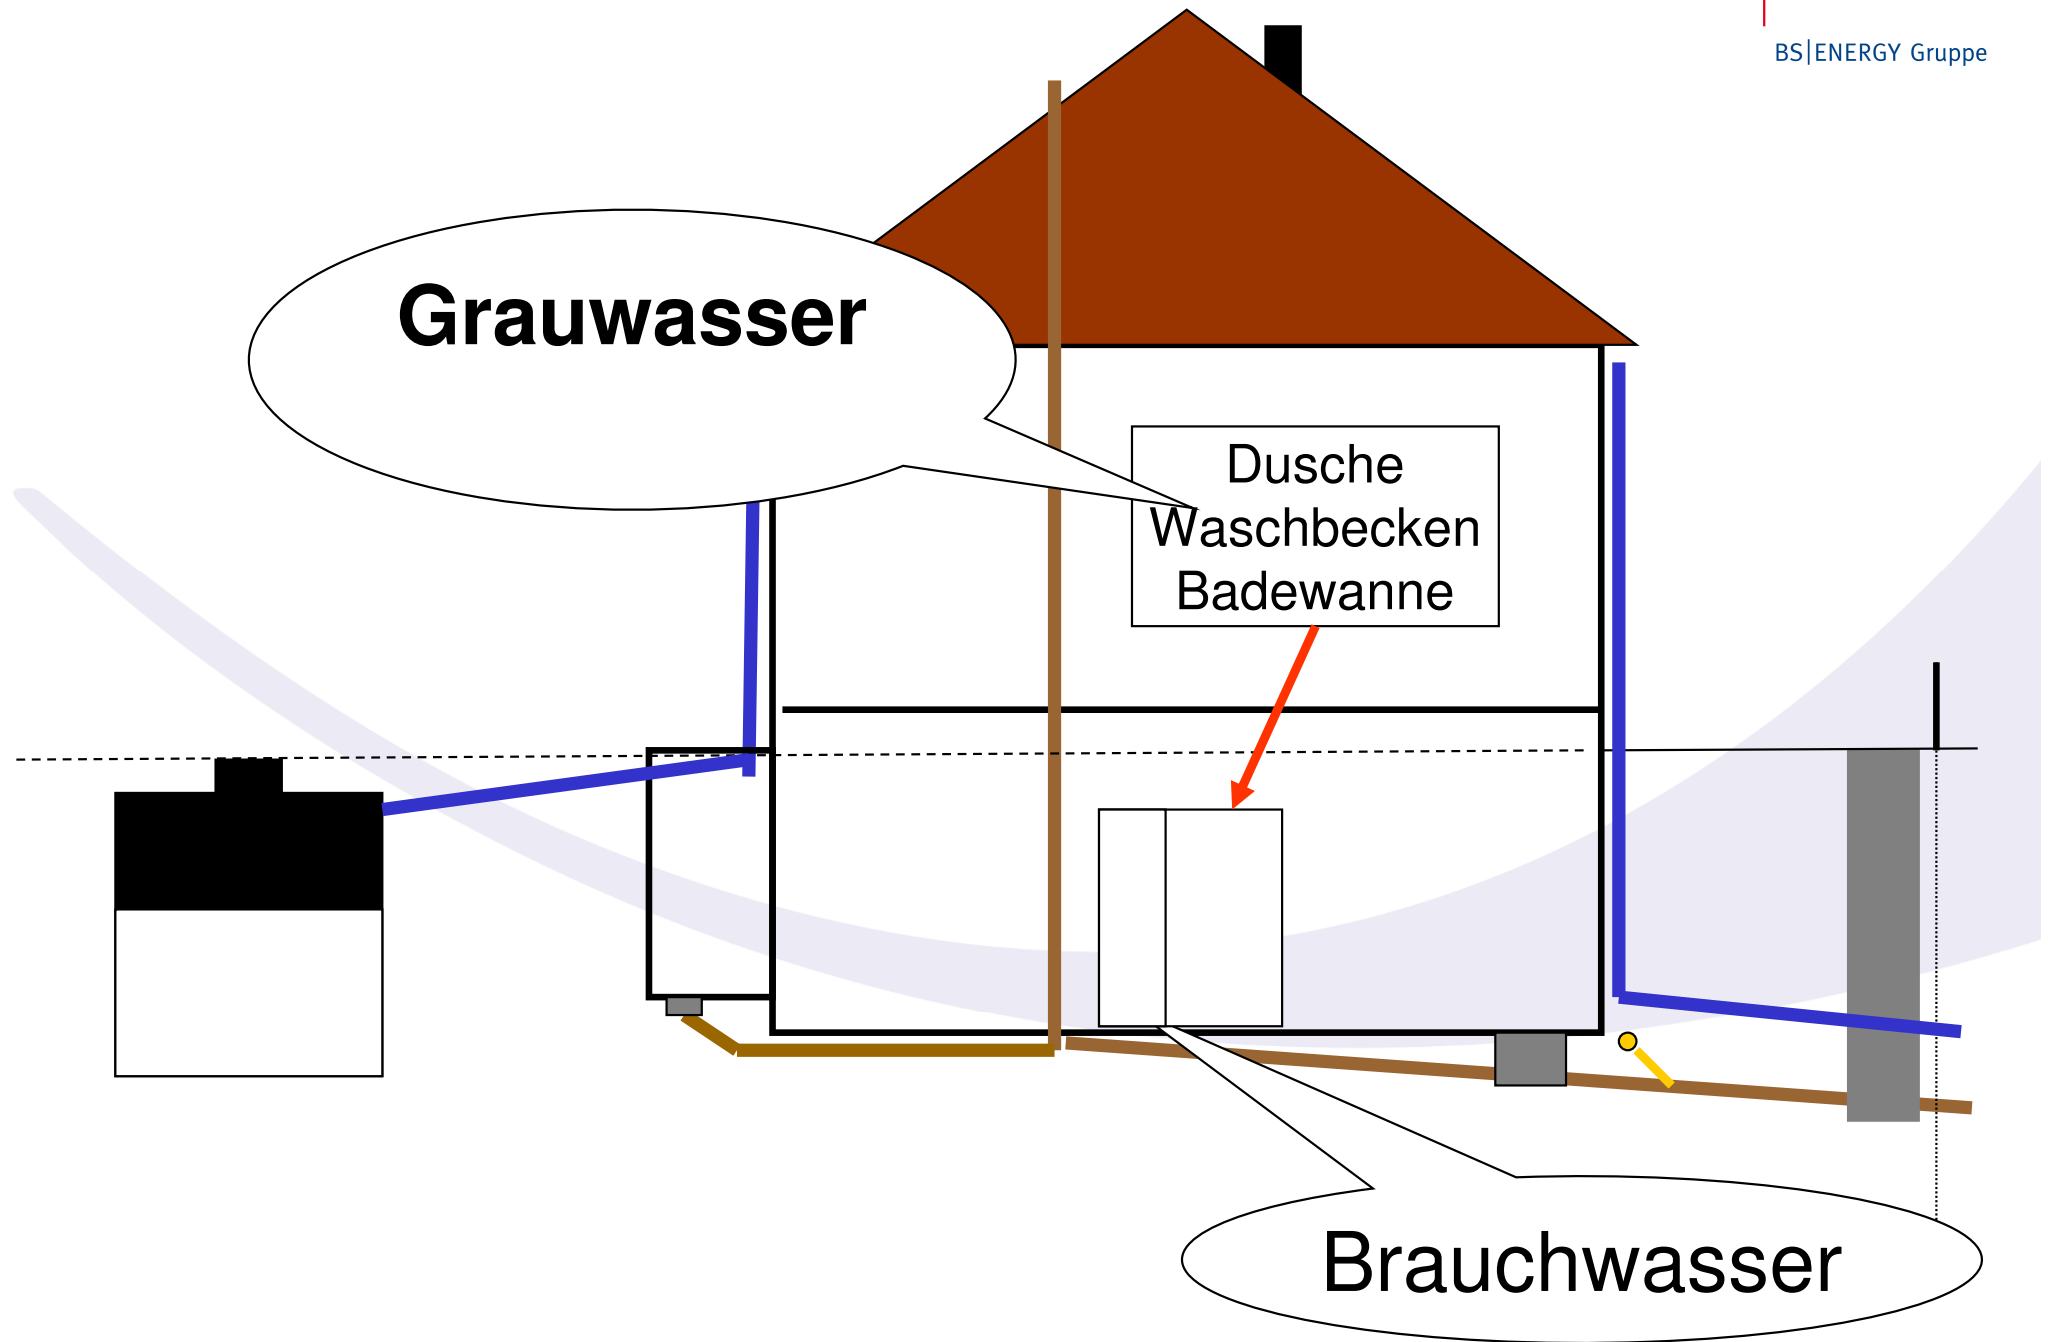 BS|ENERGY Gruppe
Grauwasser
Dusche
Waschbecken
Badewanne
Brauchwasser